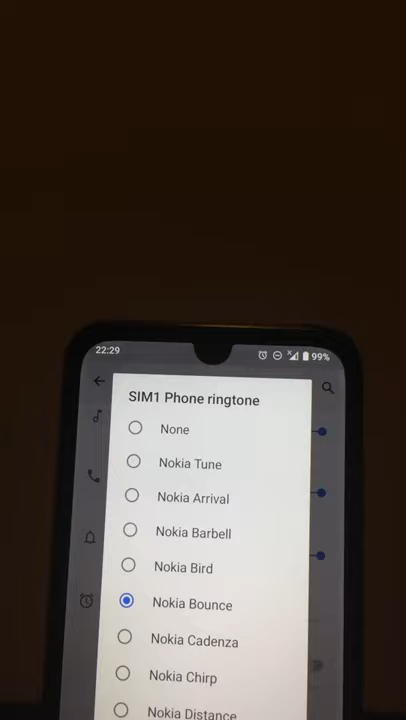 22:29
99%
SIM1 Phone ringtone
None
Nokia Tune
Nokia Arrival
Nokia Barbell
Nokia Bird
Nokia Bounce
Nokia Cadenza
Nokia Chirp
Nokia Distance